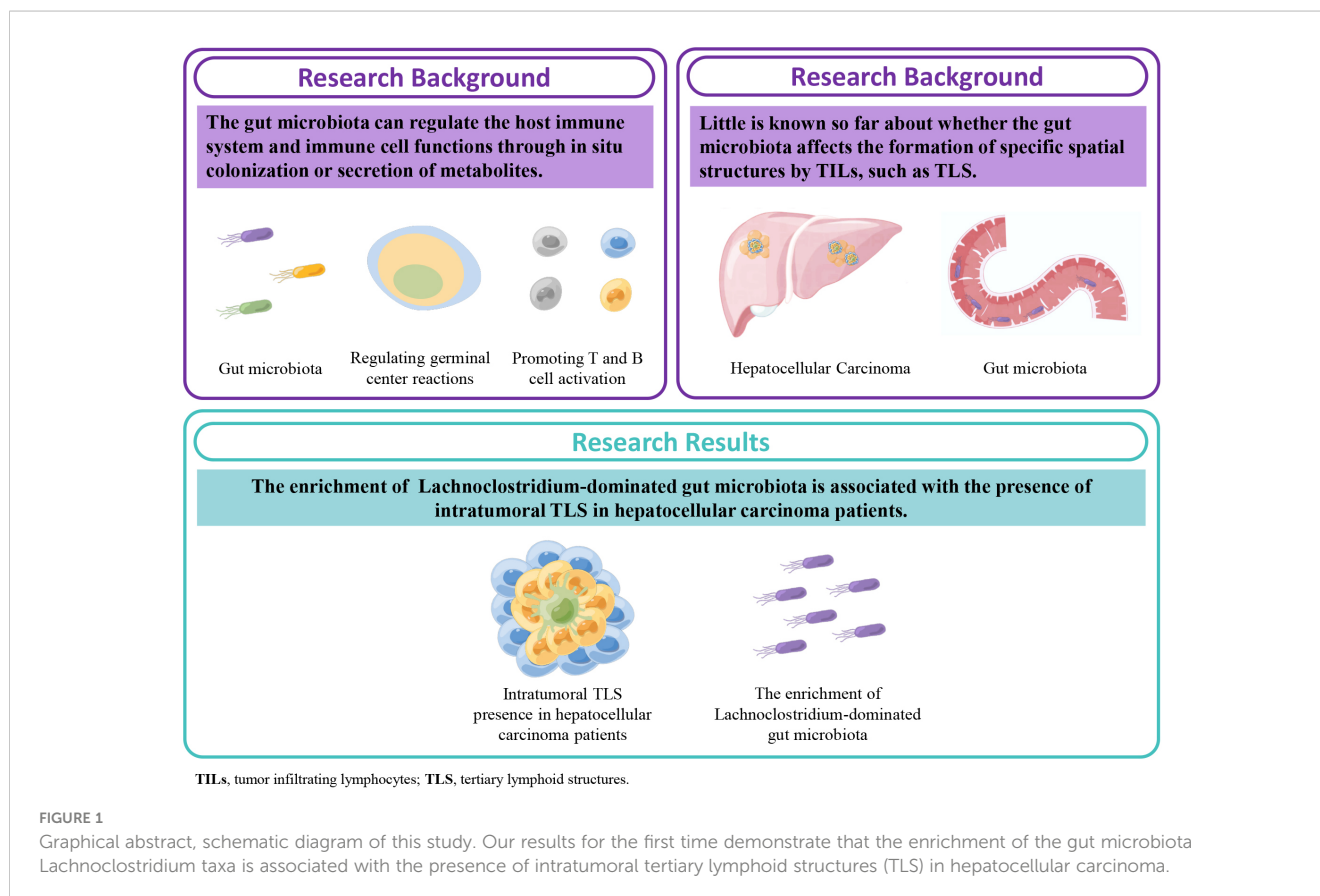 Research Background
The gut microbiota can regulate the host immune
system and immune cell functions through in situ
colonization or secretion of metabolites.
Gut microbiota
Regulating germinal
center reactions
Promoting T and B
cell activation
Research Background
Little is known so far about whether the gut
microbiota affects the formation of specific spatial
structures by TILs, such as TLS.
Hepatocellular Carcinoma
Gut microbiota
Research Results
The enrichment of Lachnoclostridium-dominated gut microbiota is associated with the presence of
intratumoral TLS in hepatocellular carcinoma patients.
Intratumoral TLS
presence in hepatocellular
carcinoma patients
The enrichment of
Lachnoclostridium-dominated
gut microbiota
TILs, tumor infiltrating lymphocytes; TLS, tertiary lymphoid structures.
FIGURE 1
Graphical abstract, schematic diagram of this study. Our results for the first time demonstrate that the enrichment of the gut microbiota
Lachnoclostridium taxa is associated with the presence of intratumoral tertiary lymphoid structures (TLS) in hepatocellular carcinoma.